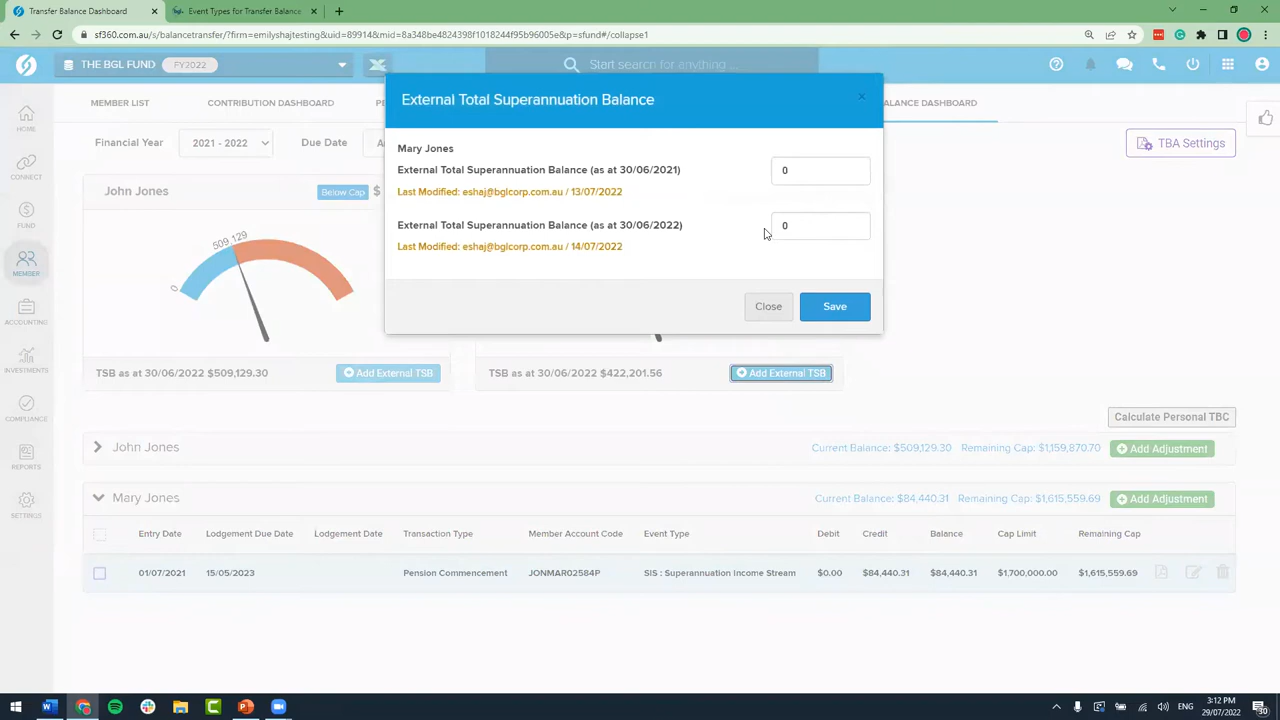 Transfer Balance Dashboard
Event Types for Transfer Balance
sf360.com.au/s/balancetransfer/?firm=emilyshajtesting&uid=89914&mid=8a348be4824398f101824bb96005e&p=sfund#/collapse1
THE BGL FUND FY2022
Start search for anything ...
MEMBER LIST
CONTRIBUTION DASHBOARD
ALANCE DASHBOARD
Financial Year
2021 - 2022
Due Date
TBA Settings
External Total Superannuation Balance
Mary Jones
External Total Superannuation Balance (as at 30/06/2021)
0
Last Modified: eshaj@bglcorp.com.au / 13/07/2022
External Total Superannuation Balance (as at 30/06/2022)
0
Last Modified: eshaj@bglcorp.com.au / 14/07/2022
Close
Save
HOME
CONNECT
FUND
MEMBER
ACCOUNTING
INVESTMENTS
COMPLIANCE
REPORTS
SETTINGS
John Jones
Below Cap $
0
509,129
TSB as at 30/06/2022 $509,129.30
Add External TSB
TSB as at 30/06/2022 $422,201.56
Add External TSB
Calculate Personal TBC
John Jones
Current Balance: $509,129.30 Remaining Cap: $1,159,870.70 Add Adjustment
Mary Jones
Current Balance: $84,440.31 Remaining Cap: $1,615,559.69 Add Adjustment
Entry Date Lodgement Due Date Lodgement Date Transaction Type Member Account Code Event Type Debit Credit Balance Cap Limit Remaining Cap
01/07/2021 15/05/2023 Pension Commencement JONMAR02584P SIS : Superannuation Income Stream $0.00 $84,440.31 $84,440.31 $1,700,000.00 $1,615,559.69
ENG
3:12 PM
29/07/2022
30